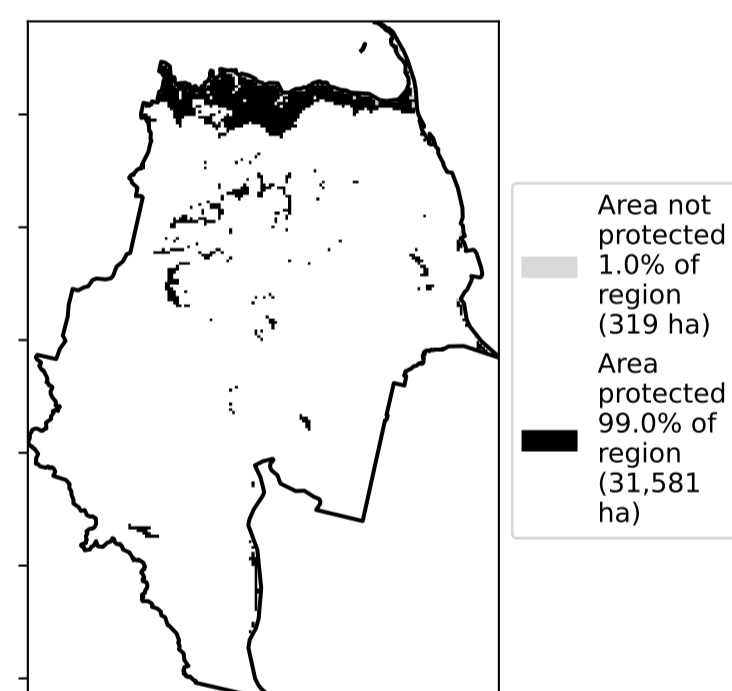 Area not
protected
1.0% of
region
(319 ha)
Area
protected
99.0% of
region
(31,581
ha)